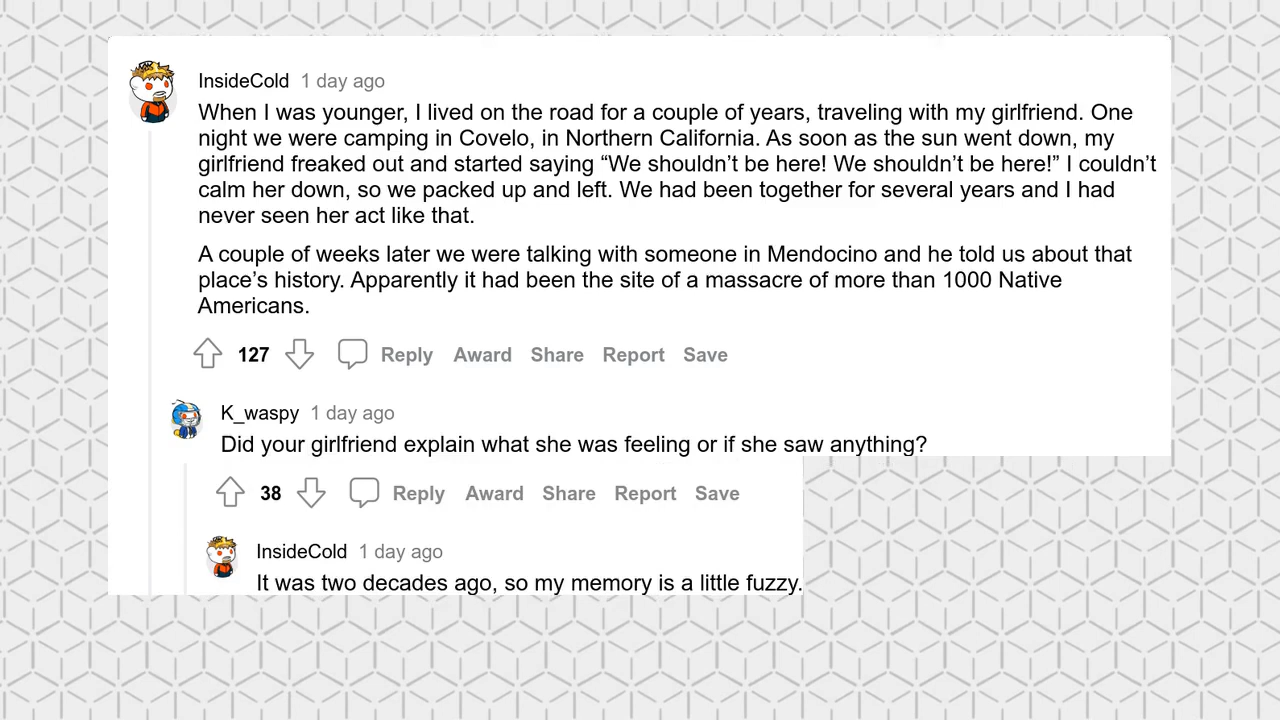 InsideCold 1 day ago
When I was younger, I lived on the road for a couple of years, traveling with my girlfriend. One
night we were camping in Covelo, in Northern California. As soon as the sun went down, my
girlfriend freaked out and started saying “We shouldn’t be here! We shouldn’t be here!” I couldn’t
calm her down, so we packed up and left. We had been together for several years and I had
never seen her act like that.
A couple of weeks later we were talking with someone in Mendocino and he told us about that
place’s history. Apparently it had been the site of a massacre of more than 1000 Native
Americans.
127 Reply Award Share Report Save
K_waspy 1 day ago
Did your girlfriend explain what she was feeling or if she saw anything?
38 Reply Award Share Report Save
InsideCold 1 day ago
It was two decades ago, so my memory is a little fuzzy.